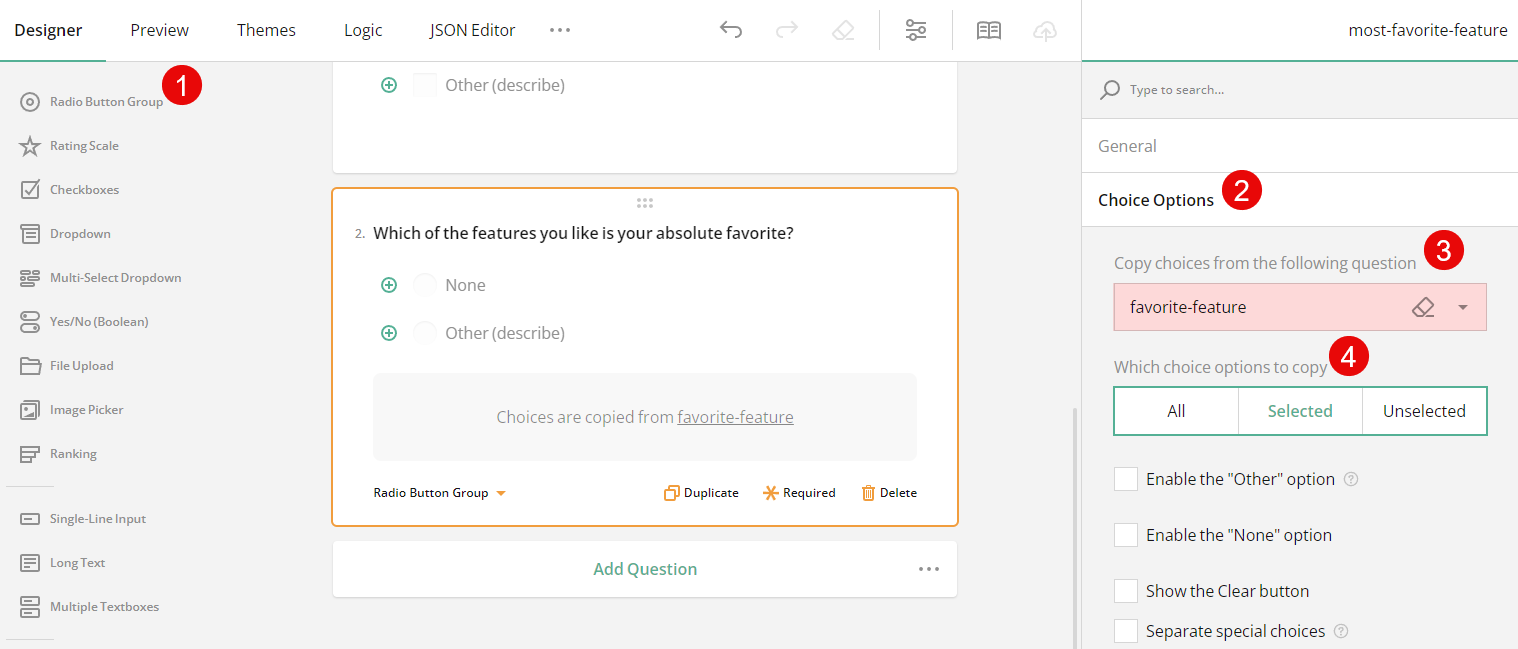 Designer Preview Themes Logic JSON Editor
most-favorite-feature
1
Radio Button Group
Rating Scale
Checkboxes
Dropdown
Multi-Select Dropdown
Yes/No (Boolean)
File Upload
Image Picker
Ranking
Single-Line Input
Long Text
Multiple Textboxes
Other (describe)
2. Which of the features you like is your absolute favorite?
None
Other (describe)
Choices are copied from favorite-feature
Radio Button Group Duplicate Required Delete
Add Question
Type to search...
General
Choice Options 2
Copy choices from the following question 3
favorite-feature
Which choice options to copy 4
All Selected Unselected
Enable the "Other" option ?
Enable the "None" option
Show the Clear button
Separate special choices ?